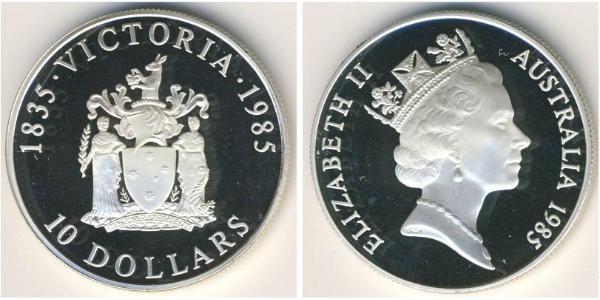 1835 · VICTORIA · 1985
10 DOLLARS
ELIZABETH II
AUSTRALIA 1985